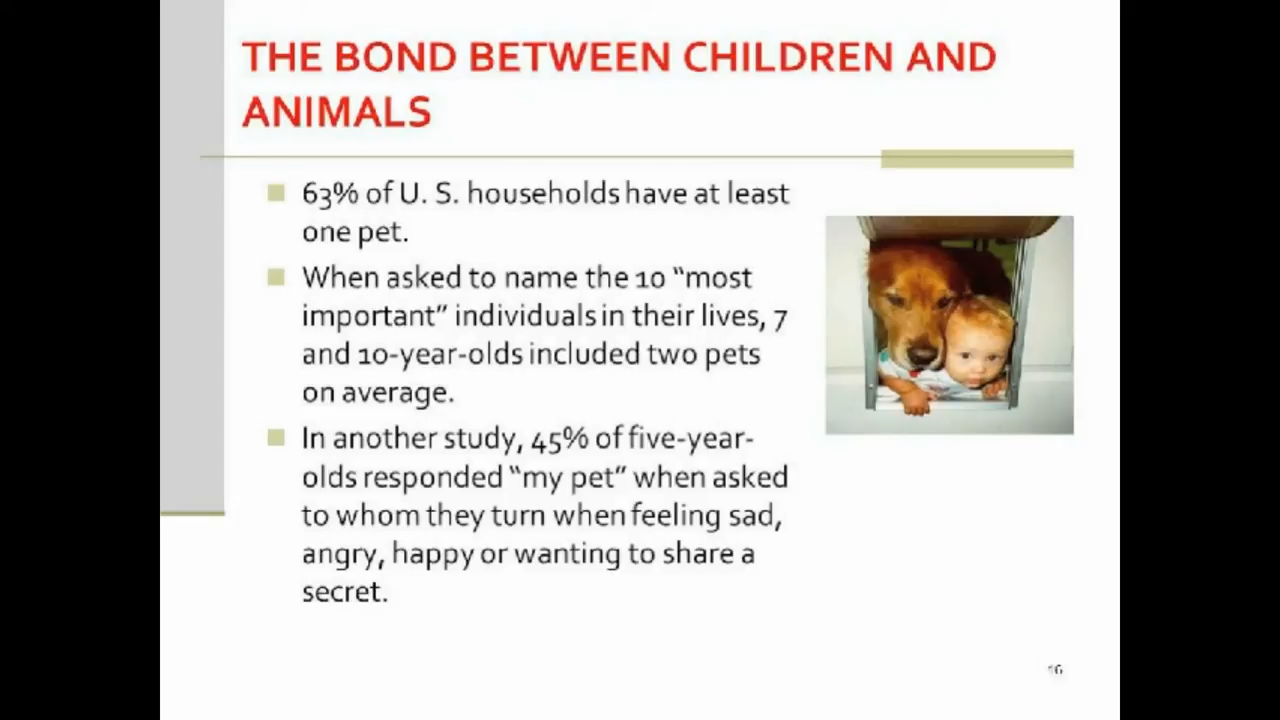 THE BOND BETWEEN CHILDREN AND
ANIMALS
63% of U. S. households have at least
one pet.
When asked to name the 10 “most
important” individuals in their lives, 7
and 10-year-olds included two pets
on average.
In another study, 45% of five-year-
olds responded “my pet” when asked
to whom they turn when feeling sad,
angry, happy or wanting to share a
secret.
16